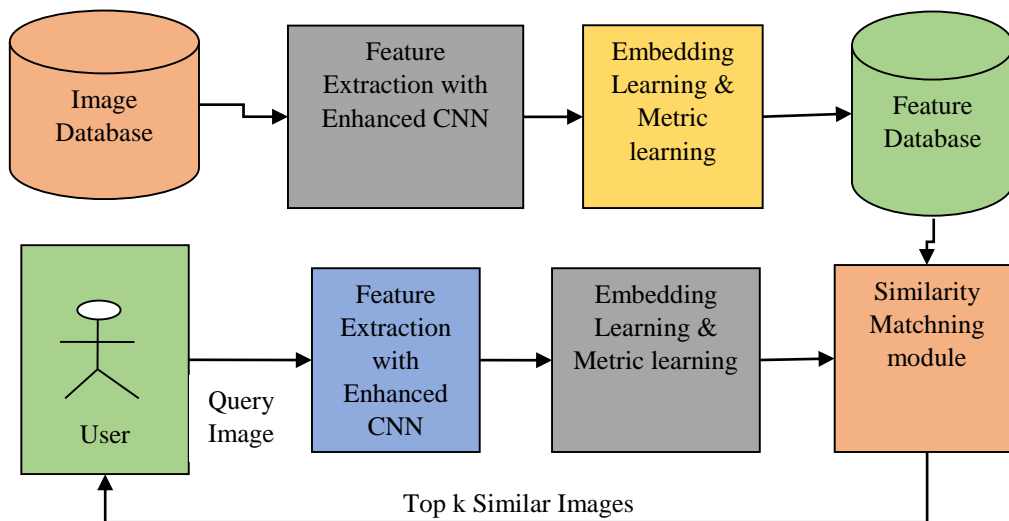 Image
Database
Feature
Extraction with
Enhanced CNN
Embedding
Learning &
Metric
learning
Feature
Database
User
Query
Image
Feature
Extraction
with
Enhanced
CNN
Embedding
Learning &
Metric learning
Similarity
Matchning
module
Top k Similar Images